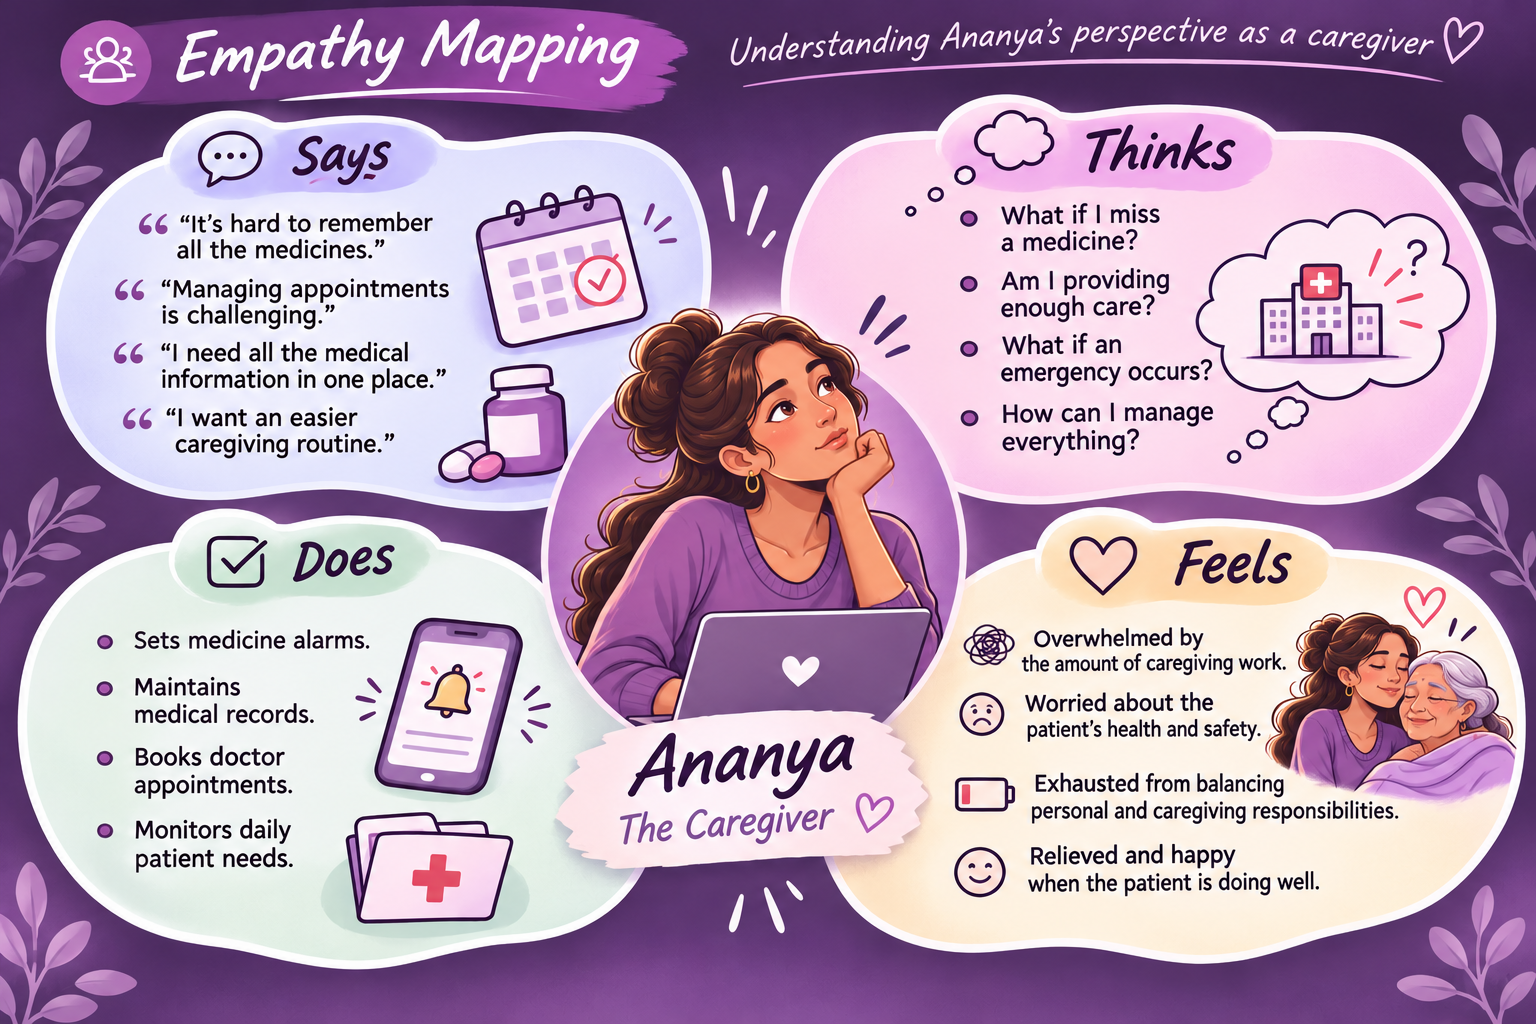 Empathy Mapping
Understanding Ananya's perspective as a caregiver
Says
"It's hard to remember
all the medicines."
"Managing appointments
is challenging."
"I need all the medical
information in one place."
"I want an easier
caregiving routine."
Thinks
What if I miss
a medicine?
Am I providing
enough care?
What if an
emergency occurs?
How can I manage
everything?
?
Does
Sets medicine alarms.
Maintains
medical records.
Books doctor
appointments.
Monitors daily
patient needs.
Feels
Overwhelmed by
the amount of caregiving work.
Worried about the
patient's health and safety.
Exhausted from balancing
personal and caregiving responsibilities.
Relieved and happy
when the patient is doing well.
Ananya
The Caregiver